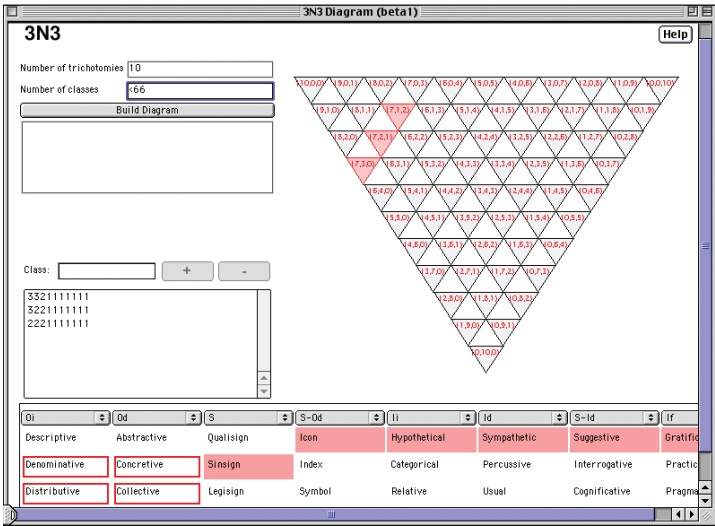 3N3 Diagram (beta1)
3N3
Help
Number of trichotomies 10
Number of classes <66
Build Diagram
(10,0,0) (9,0,1) (8,0,2) (7,0,3) (6,0,4) (5,0,5) (4,0,6) (3,0,7) (2,0,8) (1,0,9) (0,0,10)
(9,1,0) (8,1,1) (7,1,2) (6,1,3) (5,1,4) (4,1,5) (3,1,6) (2,1,7) (1,1,8) (0,1,9)
(8,2,0) (7,2,1) (6,2,2) (5,2,3) (4,2,4) (3,2,5) (2,2,6) (1,2,7) (0,2,8)
(7,3,0) (6,3,1) (5,3,2) (4,3,3) (3,3,4) (2,3,5) (1,3,6) (0,3,7)
(6,4,0) (5,4,1) (4,4,2) (3,4,3) (2,4,4) (1,4,5) (0,4,6)
(5,5,0) (4,5,1) (3,5,2) (2,5,3) (1,5,4) (0,5,5)
(4,6,0) (3,6,1) (2,6,2) (1,6,3) (0,6,4)
(3,7,0) (2,7,1) (1,7,2) (0,7,3)
(2,8,0) (1,8,1) (0,8,2)
(1,9,0) (0,9,1)
(0,10,0)
Class: + -
3321111111
3221111111
2221111111
Oi Od S S-Od Ii Id S-Id If
Descriptive Abstractive Qualisign Icon Hypothetical Sympathetic Suggestive Gratific
Denominative Concretive Sinsign Index Categorical Percussive Interrogative Practic
Distributive Collective Legisign Symbol Relative Usual Cognificative Pragma